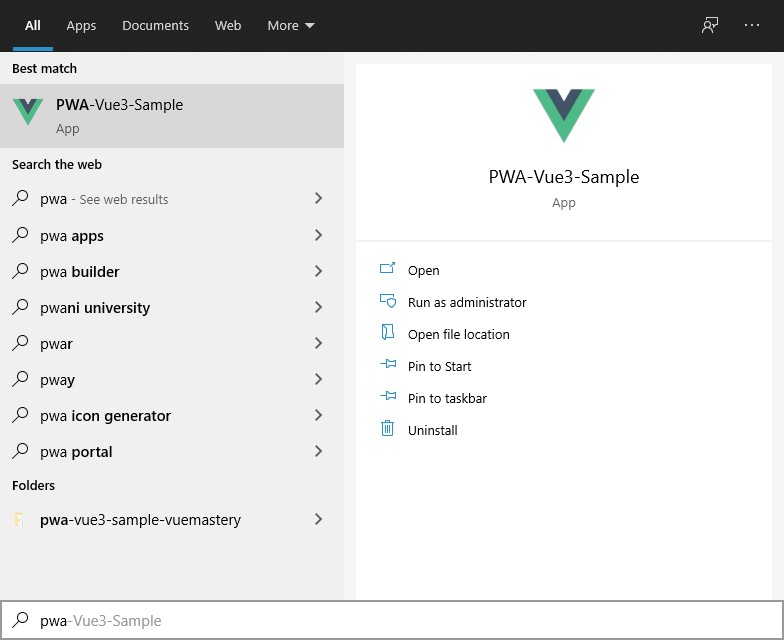 All Apps Documents Web More
Best match
PWA-Vue3-Sample
App
Search the web
pwa - See web results
pwa apps
pwa builder
pwani university
pwar
pway
pwa icon generator
pwa portal
Folders
pwa-vue3-sample-vuemastery
PWA-Vue3-Sample
App
Open
Run as administrator
Open file location
Pin to Start
Pin to taskbar
Uninstall
pwa-Vue3-Sample